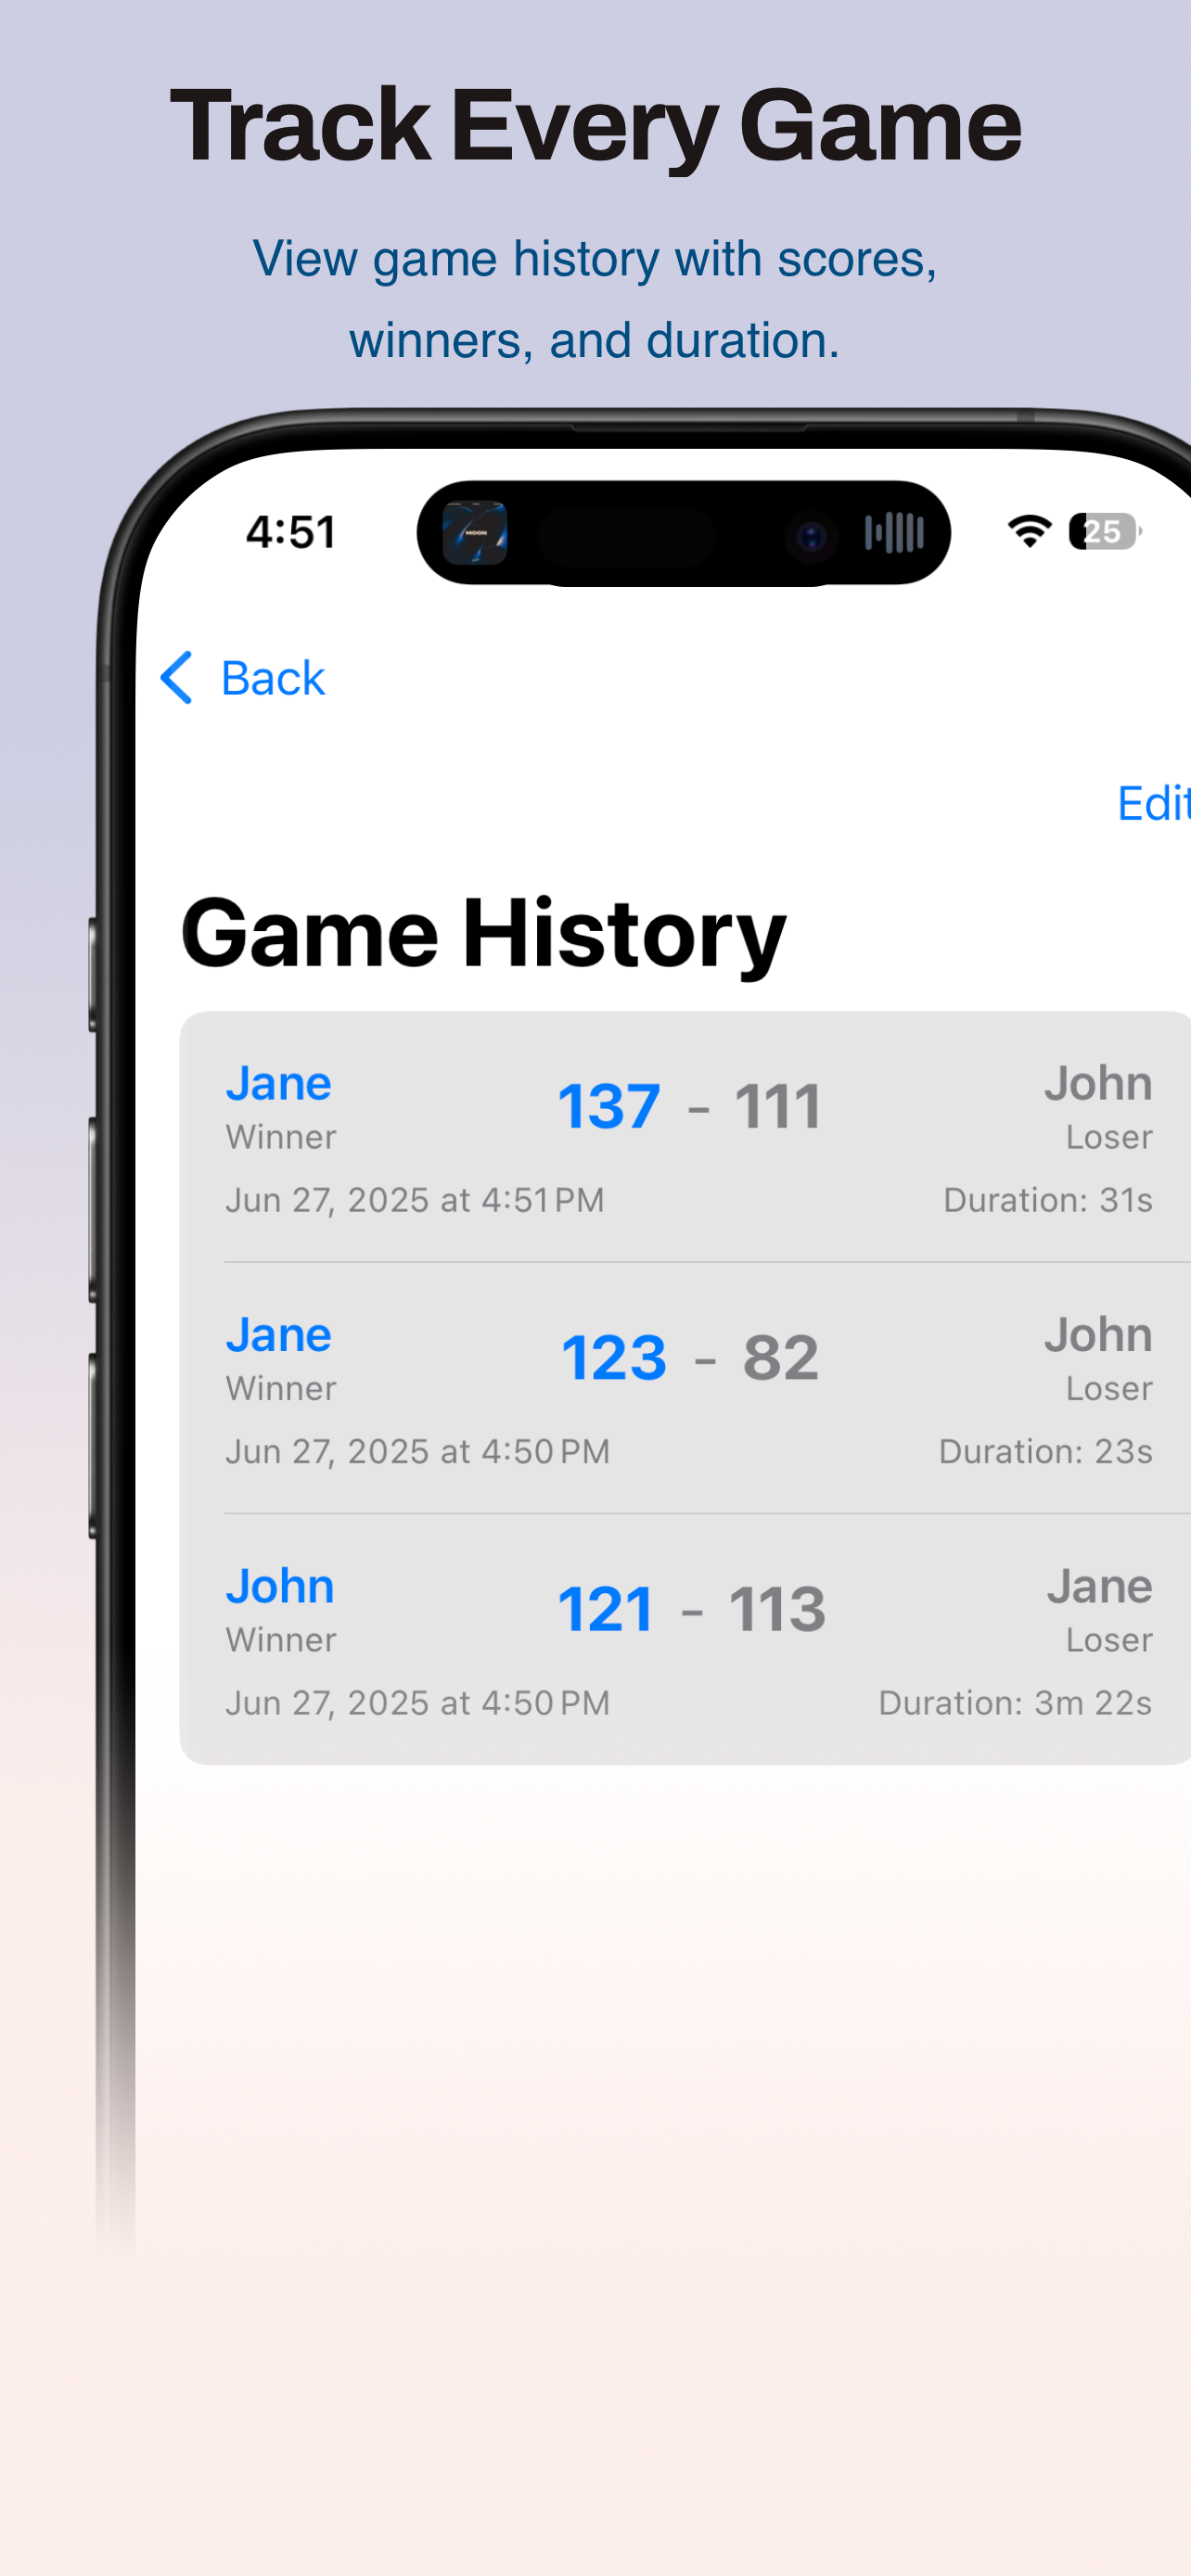 Track Every Game
View game history with scores,
winners, and duration.
4:51
MOON
25
Back
Edit
Game History
Jane 137 - 111 John
Winner Loser
Jun 27, 2025 at 4:51 PM Duration: 31s
Jane 123 - 82 John
Winner Loser
Jun 27, 2025 at 4:50 PM Duration: 23s
John 121 - 113 Jane
Winner Loser
Jun 27, 2025 at 4:50 PM Duration: 3m 22s